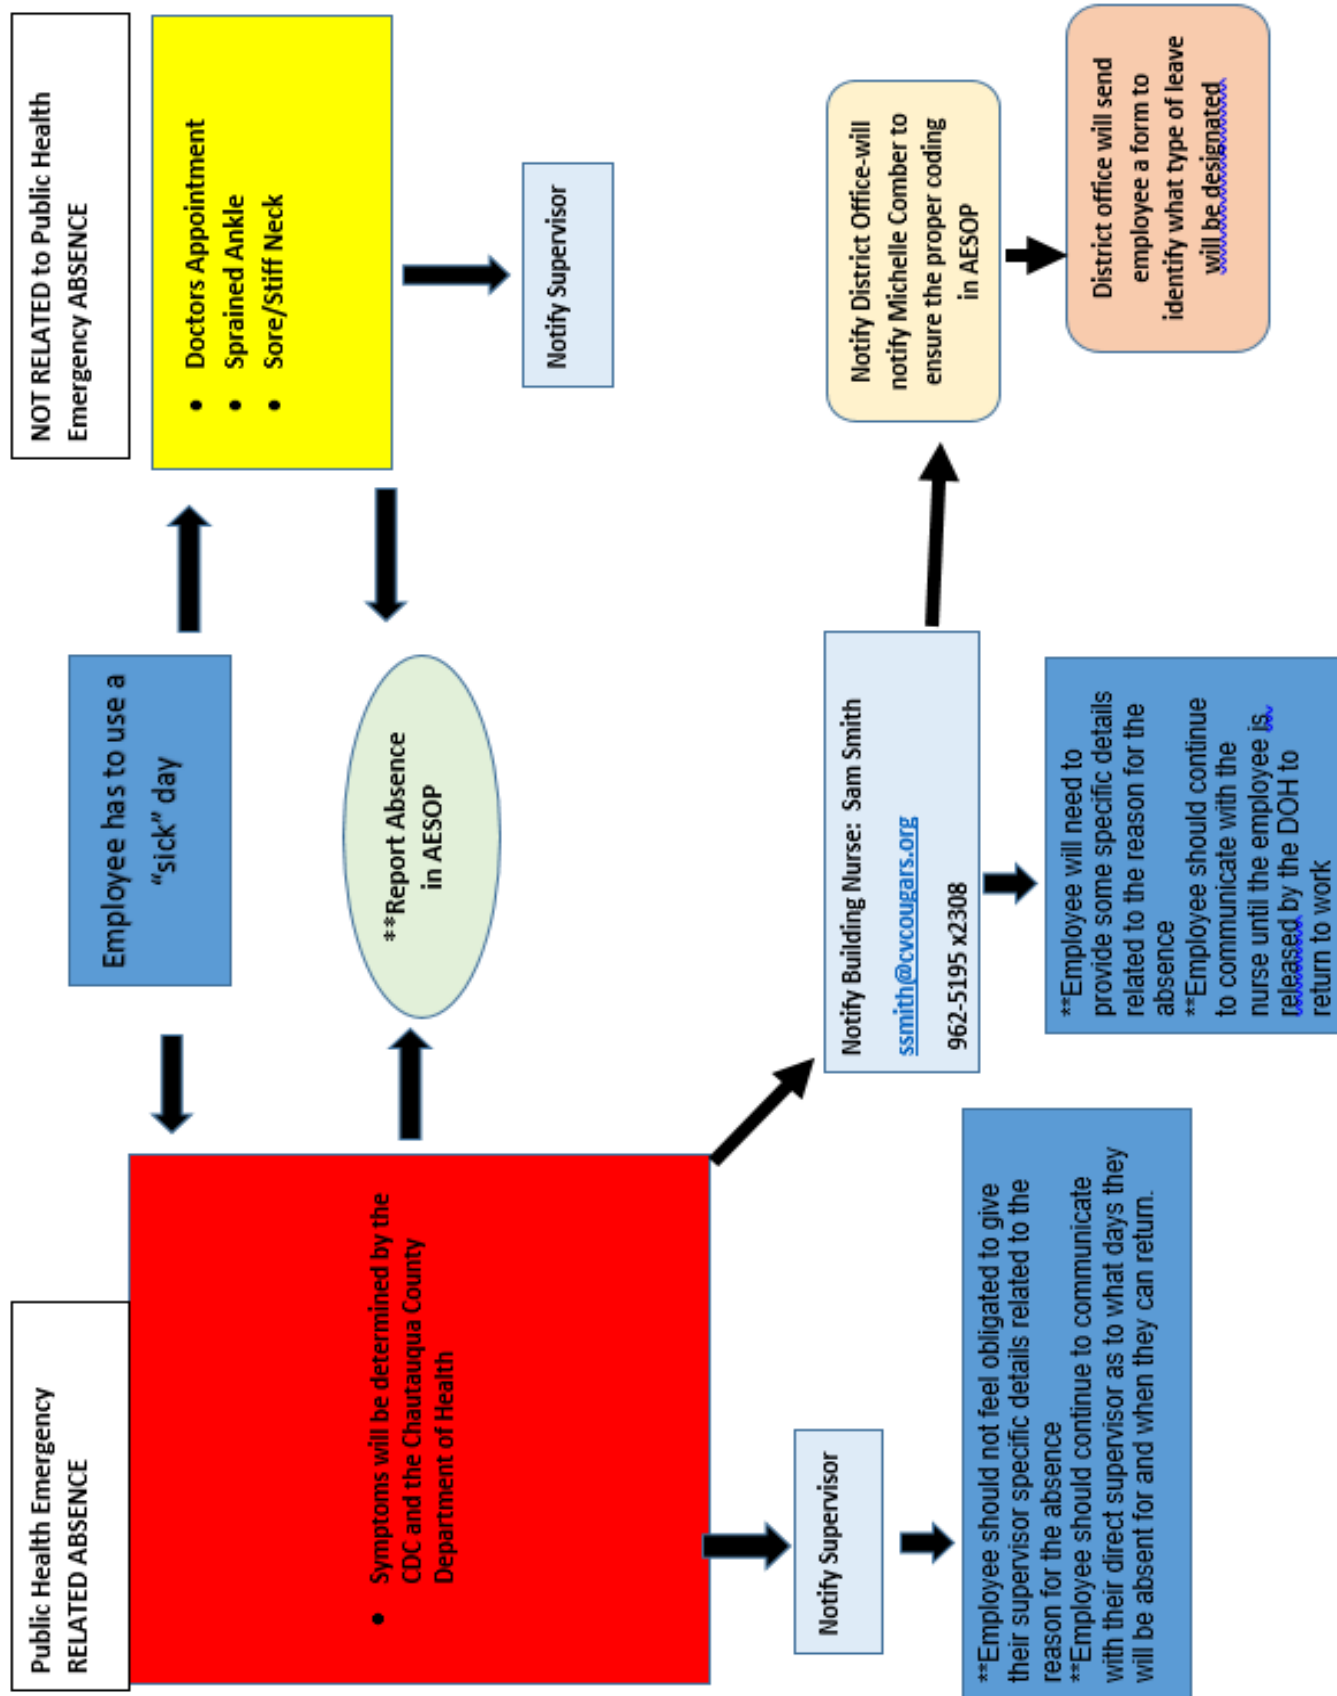 Public Health Emergency
RELATED ABSENCE
Employee has to use a
“sick” day
NOT RELATED to Public Health
Emergency ABSENCE
• Symptoms will be determined by the
CDC and the Chautauqua County
Department of Health
**Report Absence
in AESOP
• Doctors Appointment
• Sprained Ankle
• Sore/Stiff Neck
Notify Supervisor
Notify Supervisor
**Employee should not feel obligated to give
their supervisor specific details related to the
reason for the absence
**Employee should continue to communicate
with their direct supervisor as to what days they
will be absent for and when they can return.
Notify Building Nurse: Sam Smith
ssmith@cvcougars.org
962-5195 x2308
**Employee will need to
provide some specific details
related to the reason for the
absence
**Employee should continue
to communicate with the
nurse until the employee is
released by the DOH to
return to work
Notify District Office-will
notify Michelle Comber to
ensure the proper coding
in AESOP
District office will send
employee a form to
identify what type of leave
will be designated